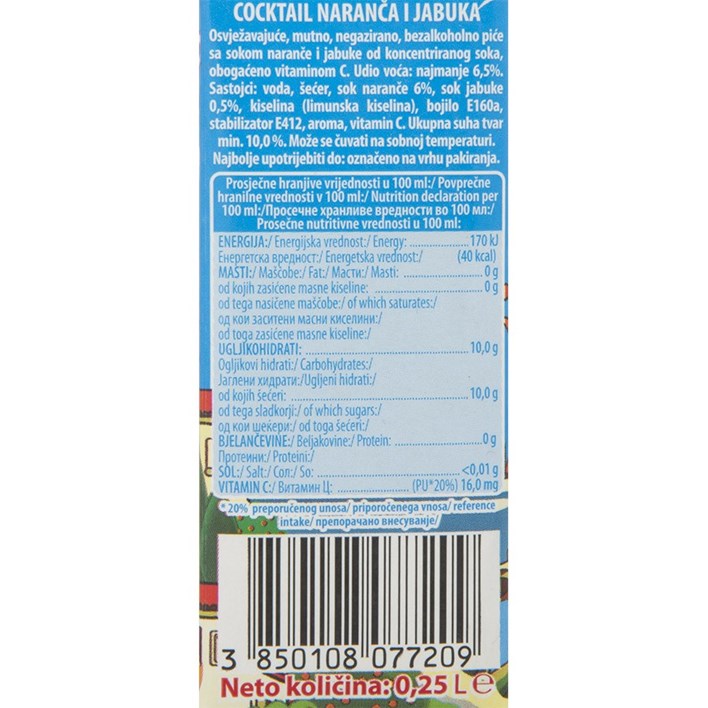 COCKTAIL NARANČA I JABUKA
Osvježavajuće, mutno, negazirano, bezalkoholno piće
sa sokom naranče i jabuke od koncentriranog soka,
obogaćeno vitaminom C. Udio voća: najmanje 6,5%.
Sastojci: voda, šećer, sok naranče 6%, sok jabuke
0,5%, kiselina (limunska kiselina), bojilo E160a,
stabilizator E412, aroma, vitamin C. Ukupna suha tvar
min. 10,0 %. Može se čuvati na sobnoj temperaturi.
Najbolje upotrijebiti do: označeno na vrhu pakiranja.
Prosječne hranjive vrijednosti u 100 ml:/ Povprečne
hranilne vrednosti v 100 ml:/ Nutrition declaration per
100 ml:/Просечне хранливе вредности во 100 мл:/
Prosečne nutritivne vrednosti u 100 ml:
ENERGIJA:/ Energijska vrednost:/ Energy: 170 kJ
Енергетска вредност:/ Energetska vrednost:/ (40 kcal)
MASTI:/ Maščobe:/ Fat:/ Масти:/ Masti: 0 g
od kojih zasićene masne kiseline: 0 g
od tega nasičene maščobe:/ of which saturates:/
од кои заситени масни киселини:/
od toga zasićene masne kiseline:/
UGLJIKOHIDRATI: 10,0 g
Ogljikovi hidrati:/ Carbohydrates:/
Јаглени хидрати:/Ugljeni hidrati:/
od kojih šećeri: 10,0 g
od tega sladkorji:/ of which sugars:/
од кои шеќери:/ od toga šećeri:/
BJELANČEVINE:/ Beljakovine:/ Protein: 0 g
Протеини:/ Proteini:/
SOL:/ Salt:/ Сол:/ So: <0,01 g
VITAMIN C:/ Витамин Ц: (PU*20%) 16,0 mg
*20% preporučenog unosa/ priporočenega vnosa/ reference
intake/ препорачано внесување/
3 850108 077209
Neto količina: 0,25 L e